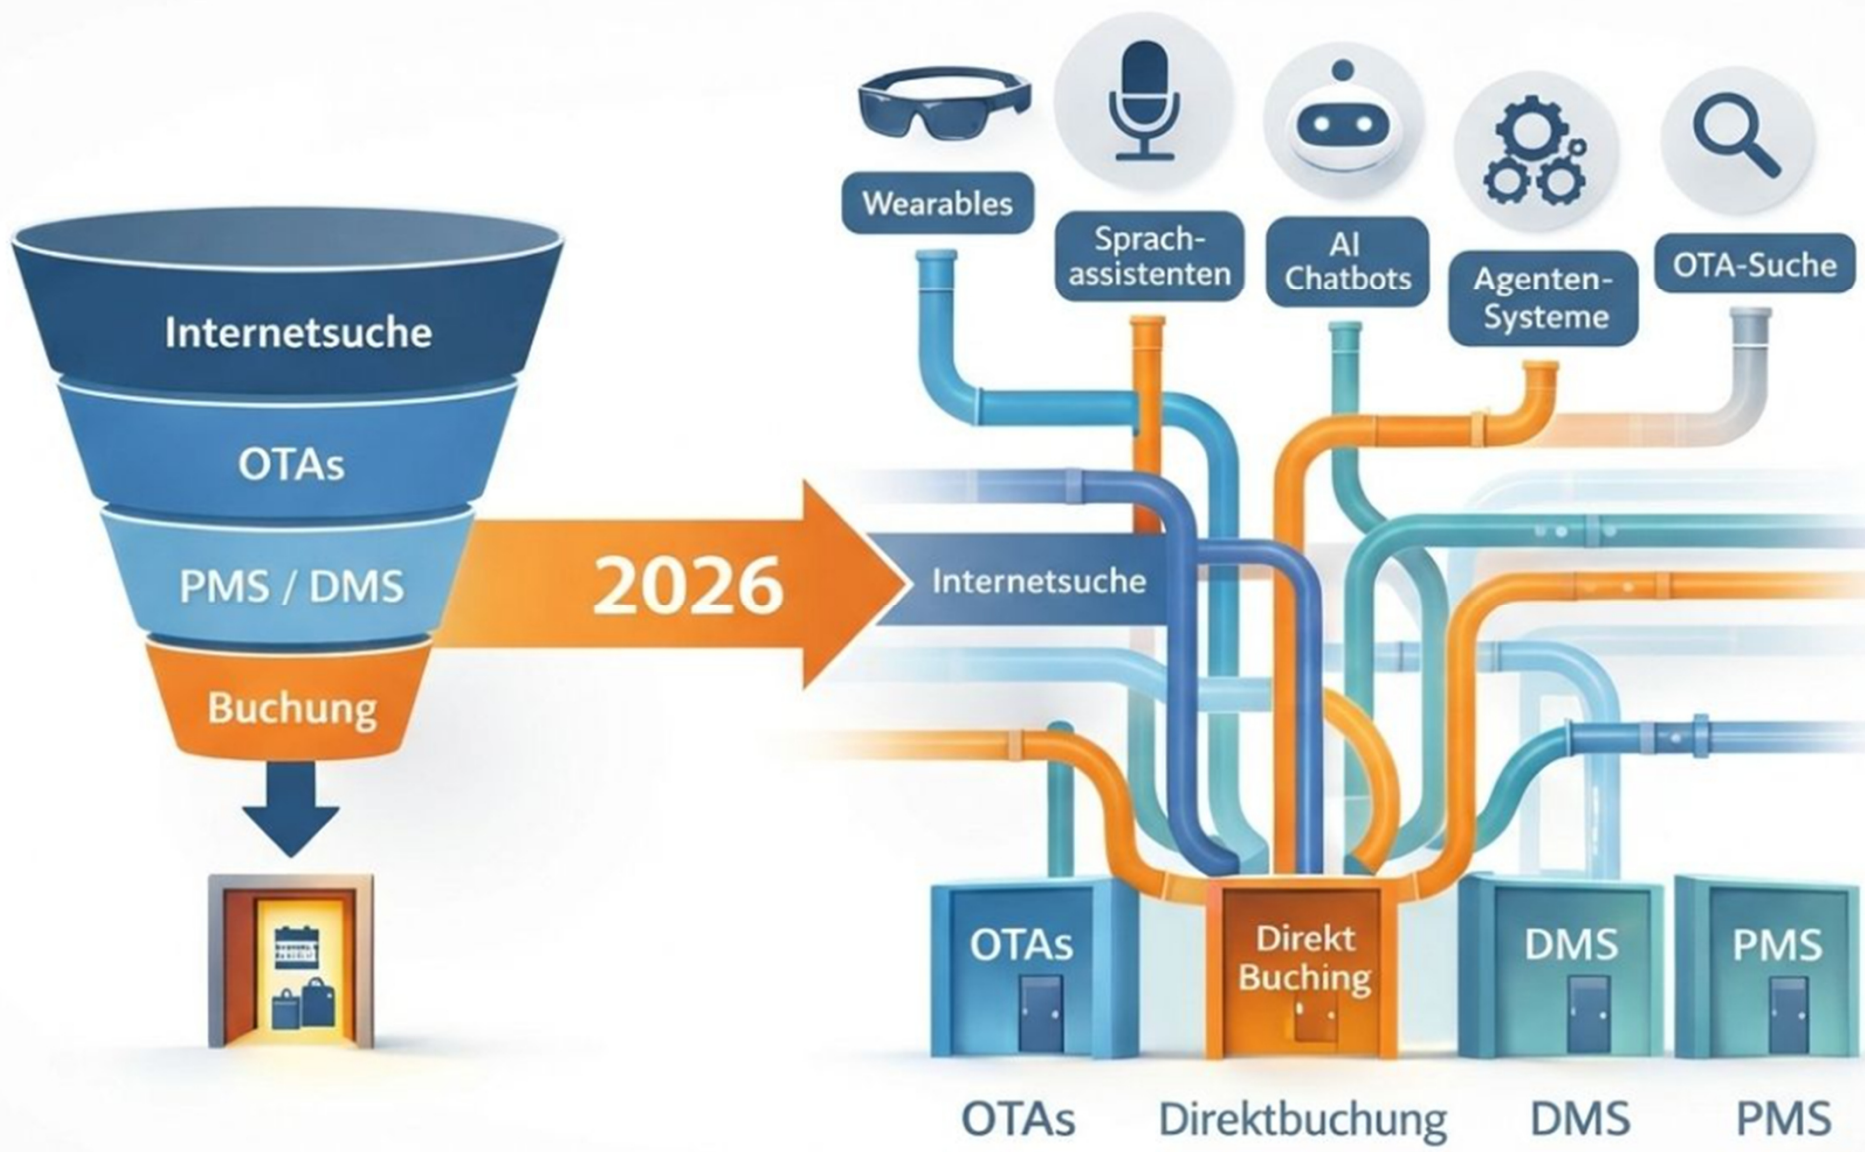 Internetsuche
OTAs
PMS / DMS
Buchung
2026
Wearables
Sprach-
assistenten
AI
Chatbots
Agenten-
Systeme
OTA-Suche
Internetsuche
OTAs
Direkt
Buching
DMS
PMS
OTAs
Direktbuchung
DMS
PMS